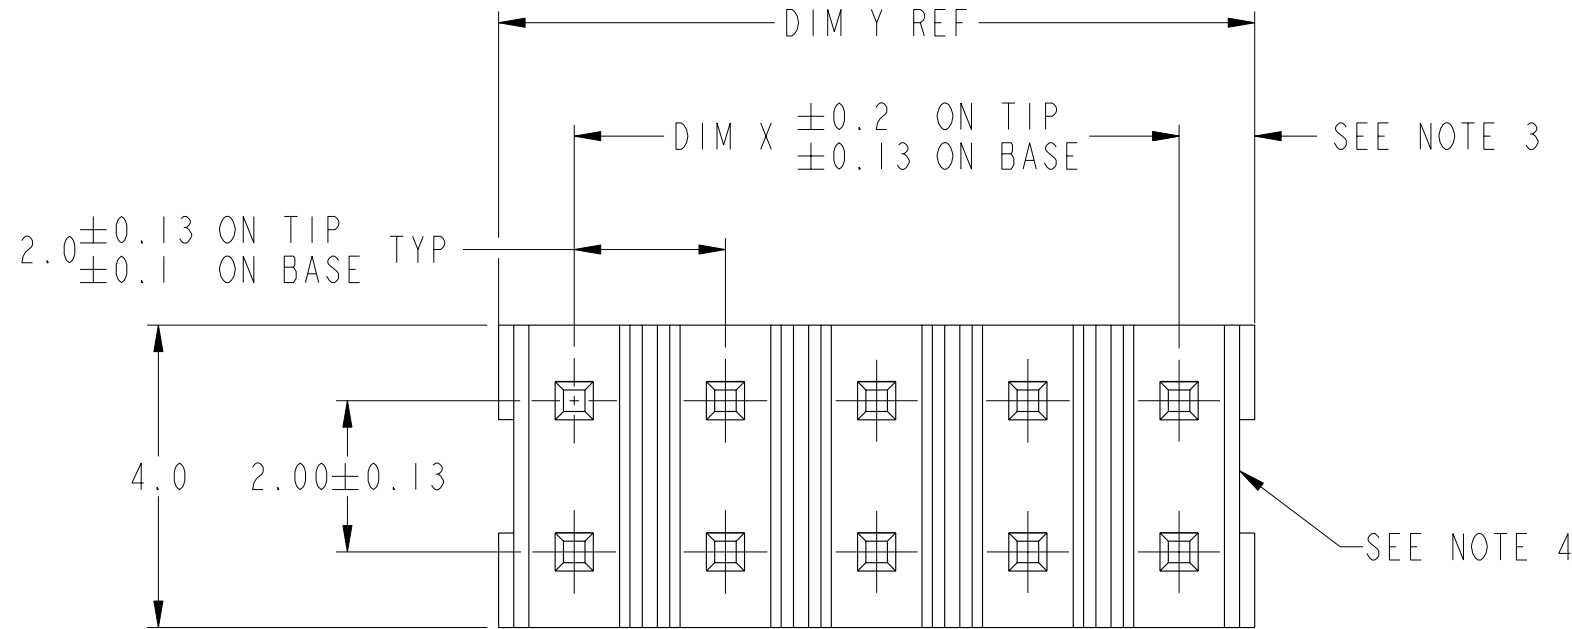 DIM Y REF
±0.2 ON TIP
DIM X
±0.13 ON BASE
SEE NOTE 3
±0.13 ON TIP
2.0
±0.1 ON BASE
TYP
4.0
2.00±0.13
SEE NOTE 4